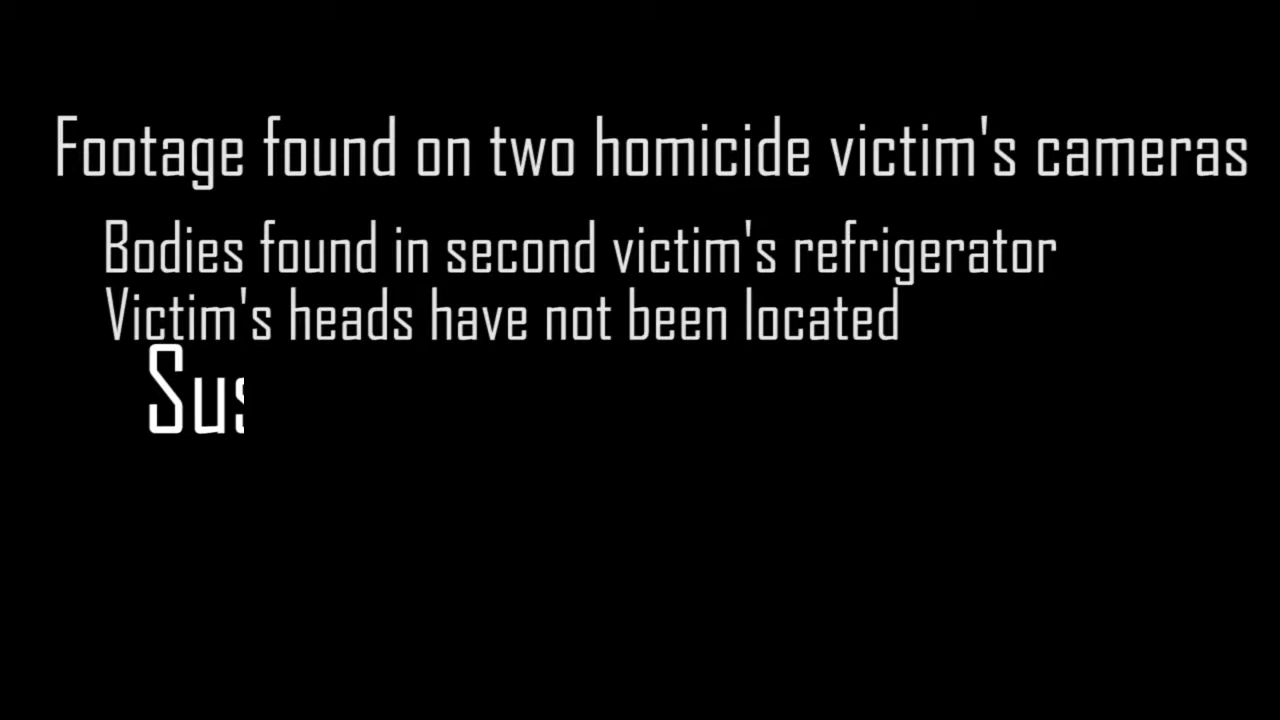 Footage found on two homicide victim's cameras
Bodies found in second victim's refrigerator
Victim's heads have not been located
Sus